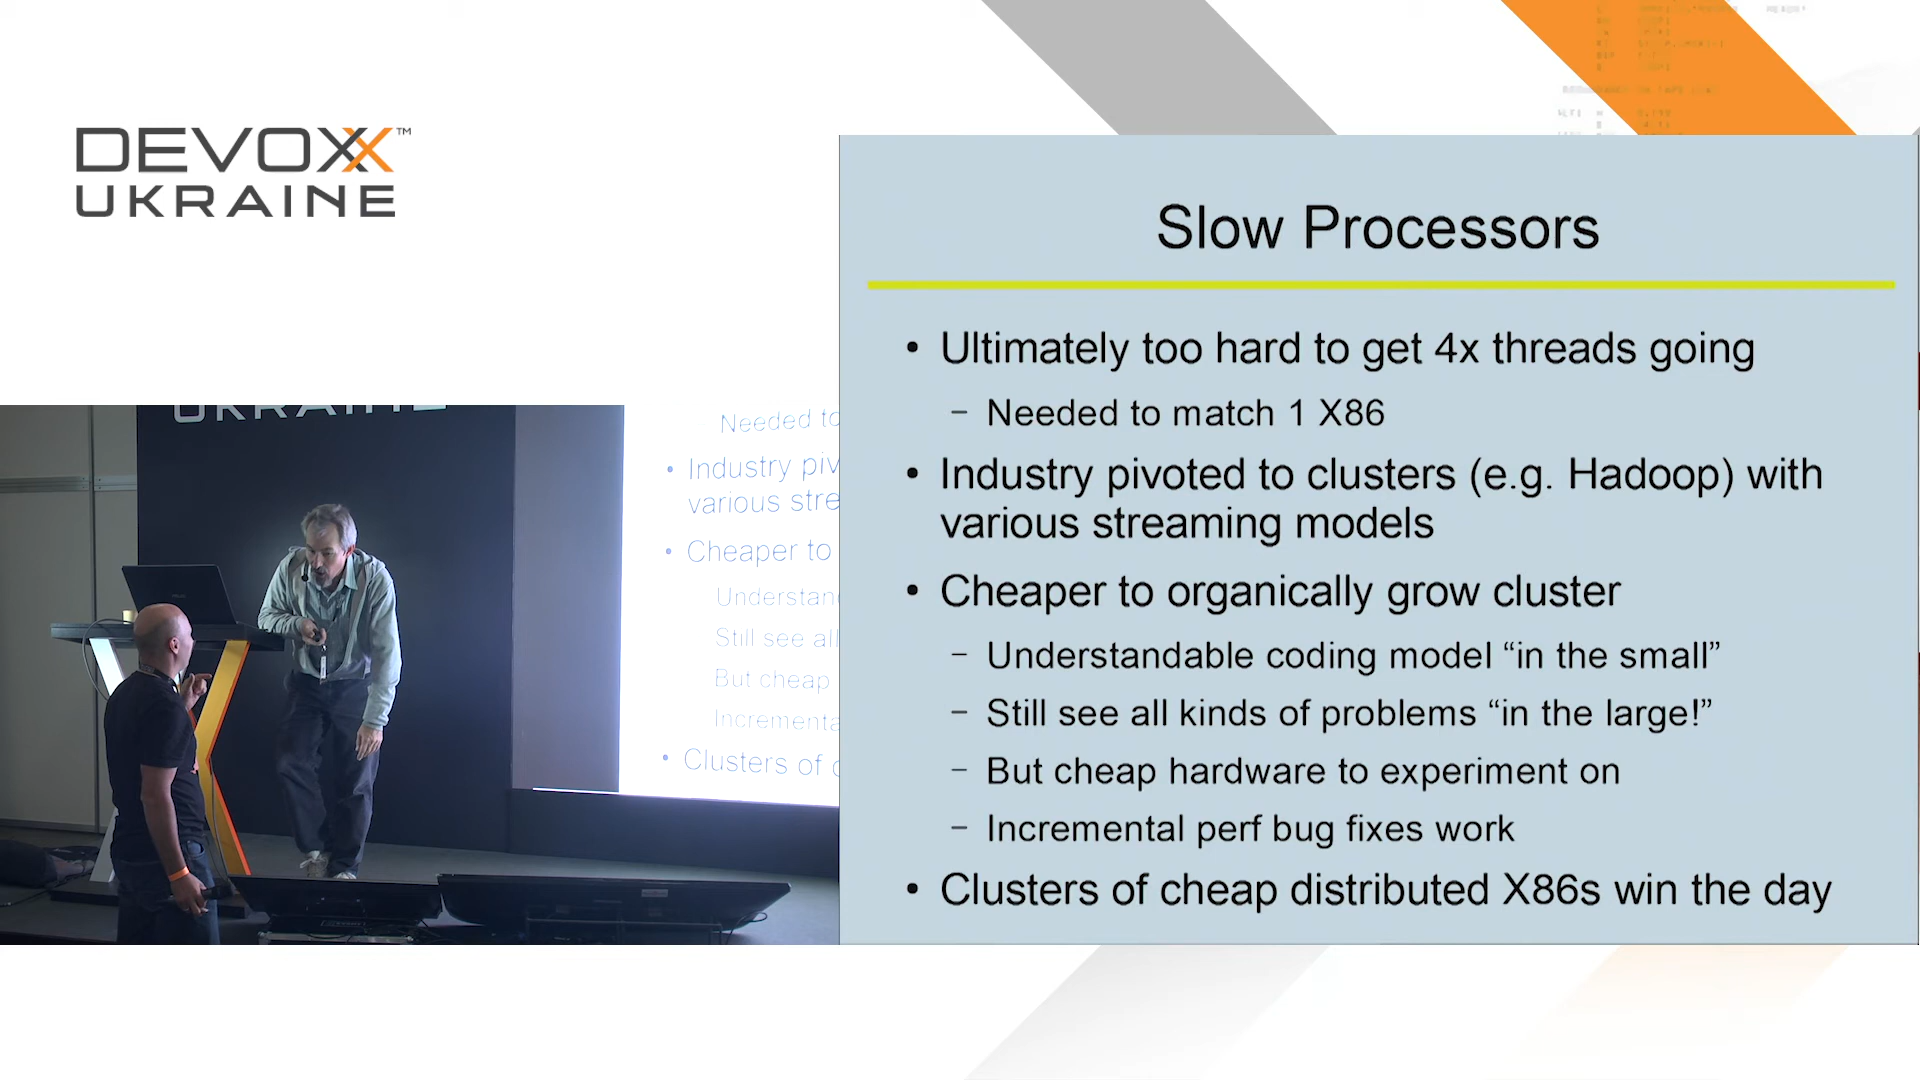 DEVOXX™
UKRAINE
Slow Processors
• Ultimately too hard to get 4x threads going
– Needed to match 1 X86
• Industry pivoted to clusters (e.g. Hadoop) with
various streaming models
• Cheaper to organically grow cluster
– Understandable coding model “in the small”
– Still see all kinds of problems “in the large!”
– But cheap hardware to experiment on
– Incremental perf bug fixes work
• Clusters of cheap distributed X86s win the day
UKRAINE
Needed to
• Industry piv
various stre
• Cheaper to
Understan
Still see all
But cheap
Incrementa
• Clusters of c